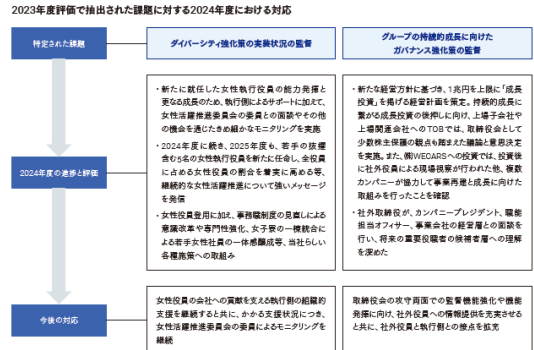 2023年度評価で抽出された課題に対する2024年度における対応
特定された課題
ダイバーシティ強化策の実装状況の監督
グループの持続的成長に向けた
ガバナンス強化策の監督
2024年度の進捗と評価
・新たに就任した女性執行役員の能力発揮と
更なる成長のため、執行側によるサポートに加えて、
女性活躍推進委員会の委員との面談やその他
の機会を通じたきめ細かなモニタリングを実施
・2024年度に続き、2025年度も、若手の抜擢
含む5名の女性執行役員を新たに任命し、全役員
に占める女性役員の割合を着実に高める等、
継続的な女性活躍推進について強いメッセージ
を発信
・女性役員登用に加え、事務職制度の見直しによる
意識改革や専門性強化、女子寮の一棟統合に
よる若手女性社員の一体感醸成等、当社らしい
各種施策への取組み
・新たな経営方針に基づき、1兆円を上限に「成長
投資」を掲げる経営計画を策定。持続的成長に
繋がる成長投資の後押しに向け、上場子会社や
上場関連会社へのTOBでは、取締役会として
少数株主保護の観点も踏まえた議論と意思決定
を実施。また、㈱WECARSへの投資では、投資後
に社外役員による現場視察が行われた他、複数
カンパニーが協力して事業再建と成長に向けた
取組みを行ったことを確認
・社外取締役が、カンパニープレジデント、職能
担当オフィサー、事業会社の経営層との面談を
行い、将来の重要役職者の候補者層への理解
を深めた
今後の対応
女性役員の会社への貢献を支える執行側の組織的
支援を継続すると共に、かかる支援状況につき、
女性活躍推進委員会の委員によるモニタリングを
継続
取締役会の攻守両面での監督機能強化や機能
発揮に向け、社外役員への情報提供を充実させる
と共に、社外役員と執行側との接点を拡充